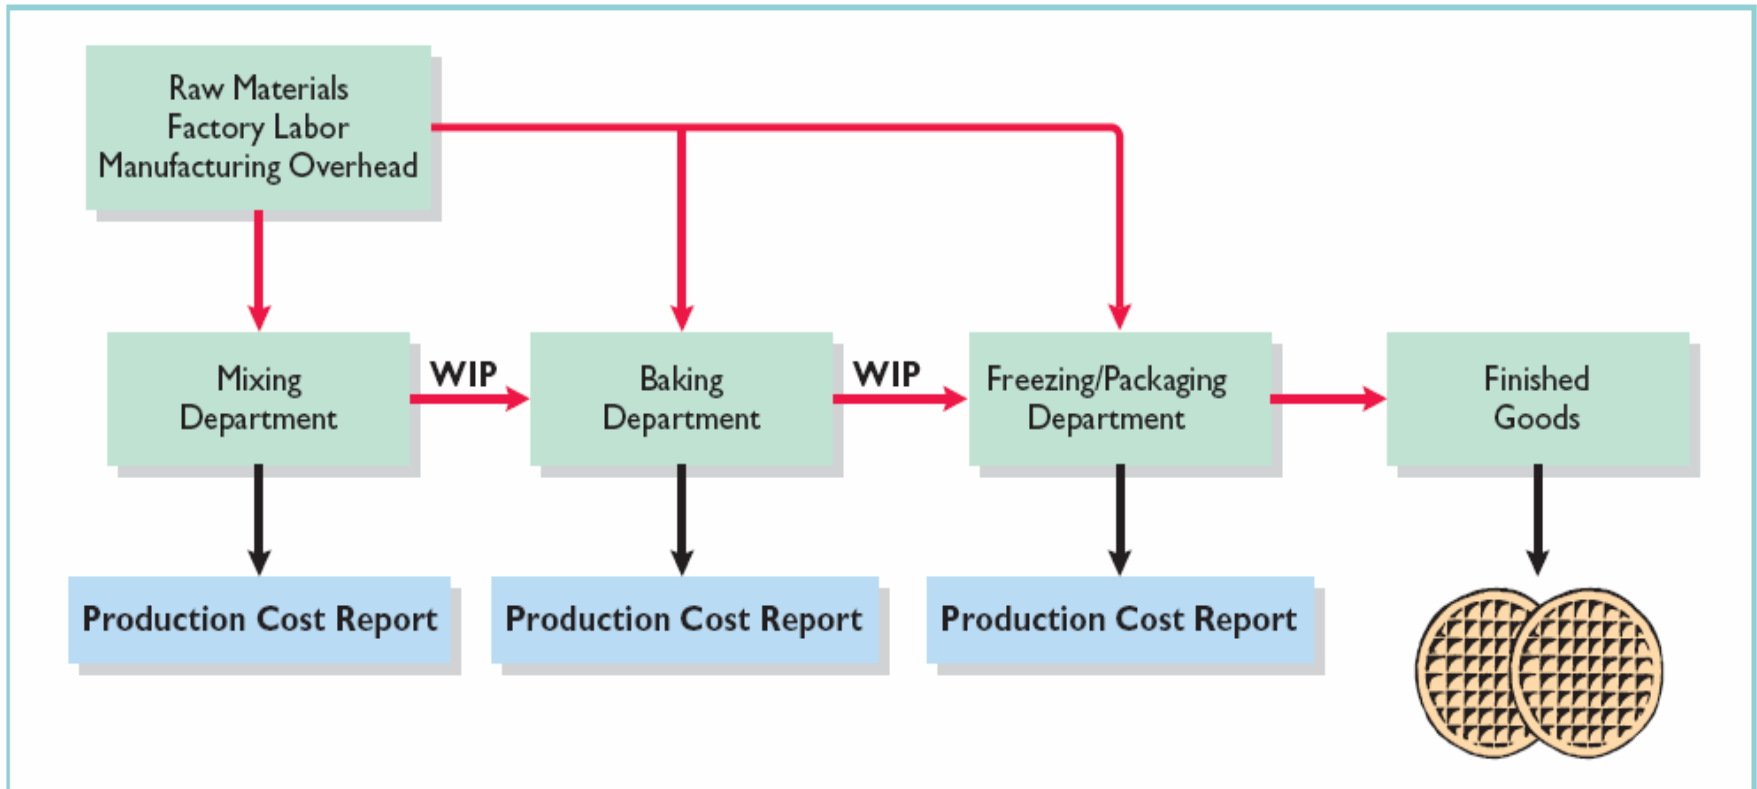 Raw Materials
Factory Labor
Manufacturing Overhead
Mixing
Department
WIP
Baking
Department
WIP
Freezing/Packaging
Department
Finished
Goods
Production Cost Report
Production Cost Report
Production Cost Report